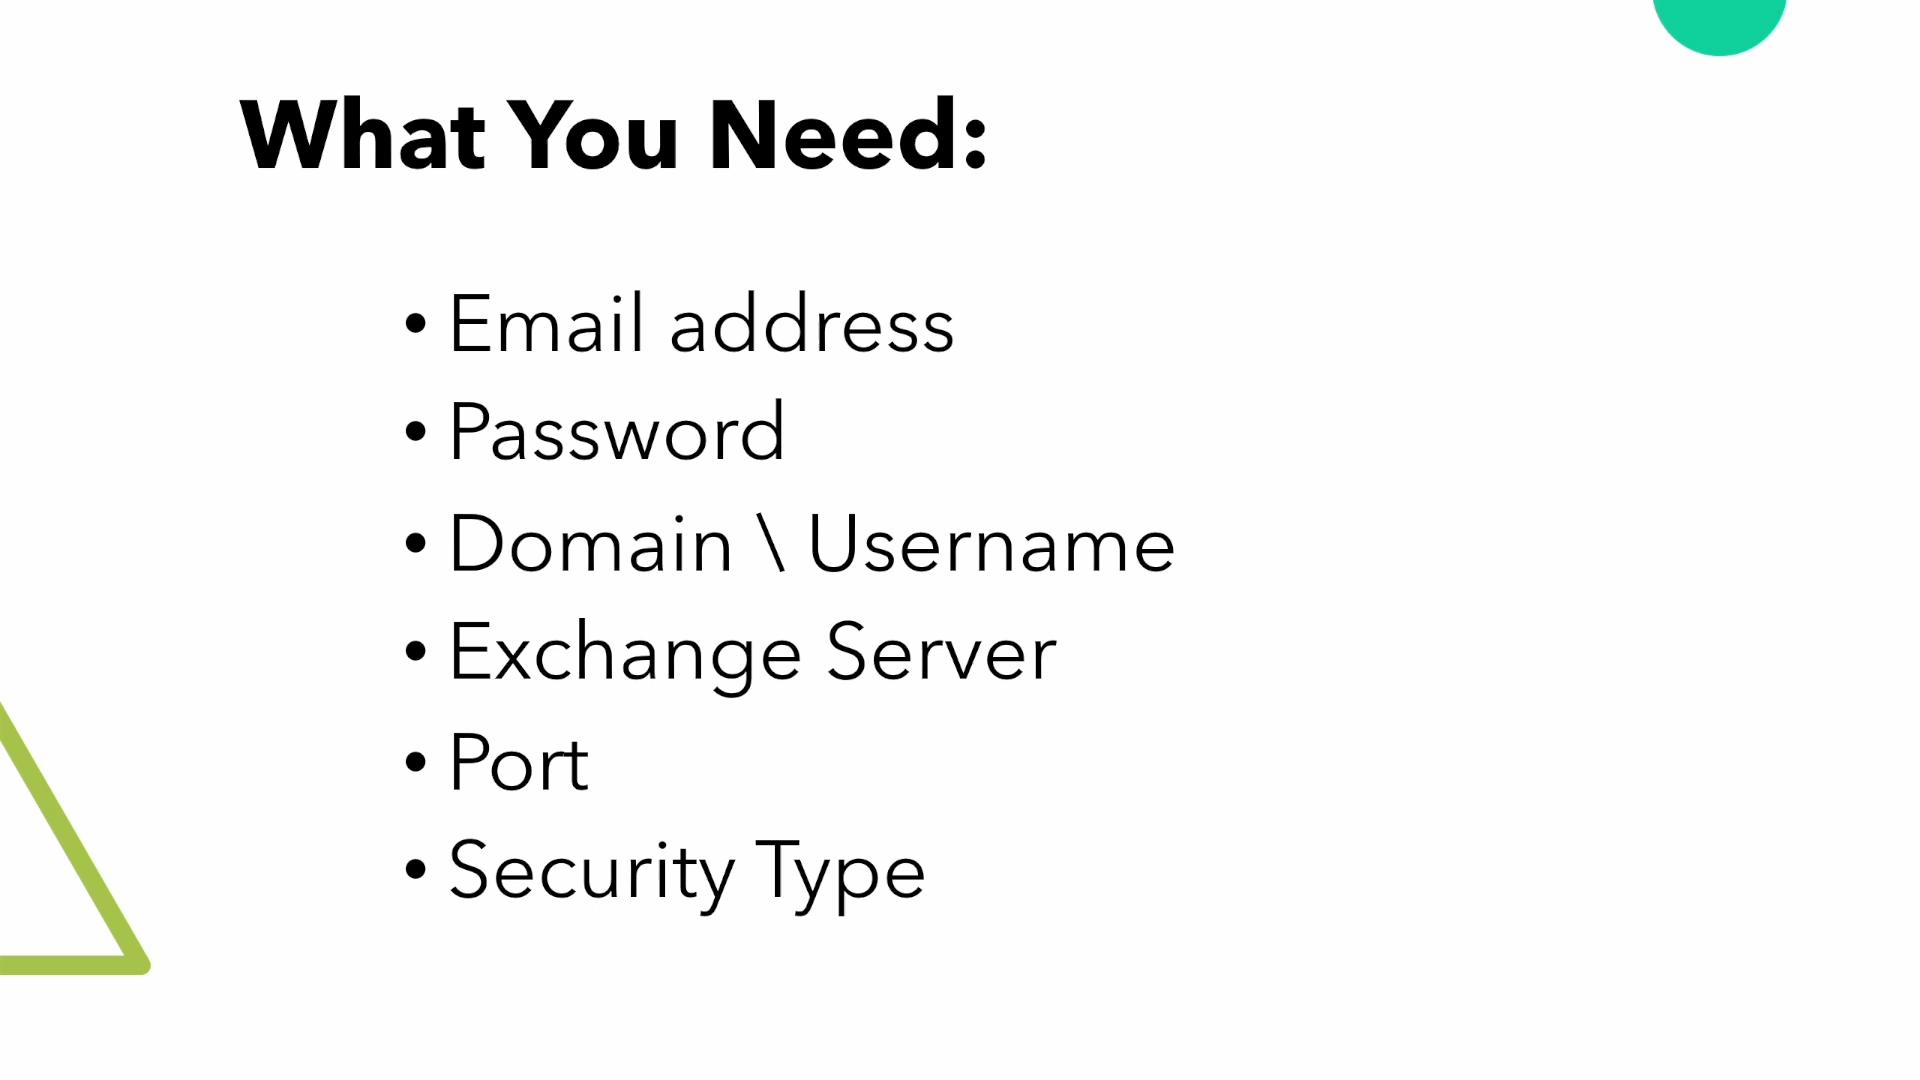 What You Need:
• Email address
• Password
• Domain \ Username
• Exchange Server
• Port
• Security Type